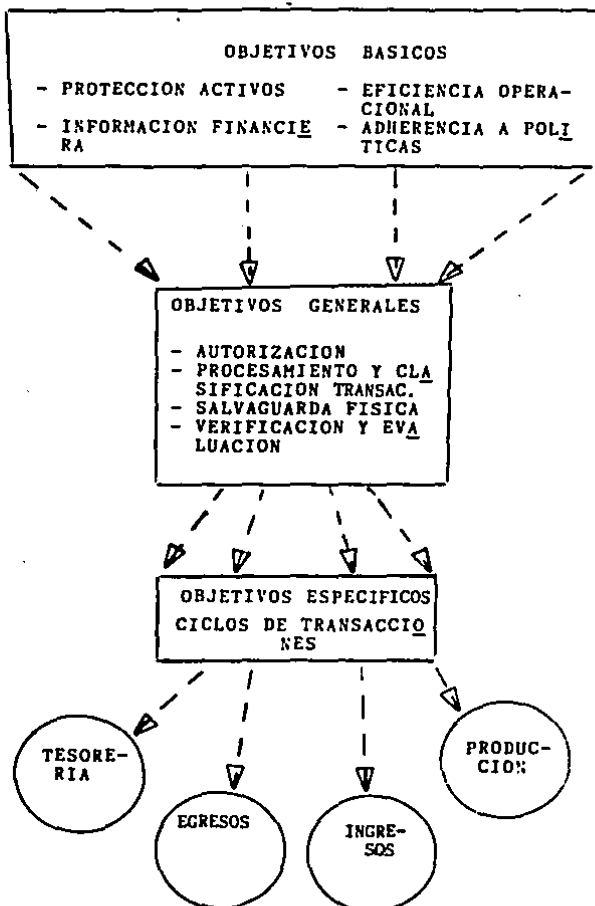 OBJETIVOS BASICOS
- PROTECCION ACTIVOS
- INFORMACION FINANCIE
RA
- EFICIENCIA OPERA-
CIONAL
- ADHERENCIA A POLI
TICAS
OBJETIVOS GENERALES
- AUTORIZACION
- PROCESAMIENTO Y CLA
SIFICACION TRANSAC.
- SALVAGUARDA FISICA
- VERIFICACION Y EVA
LUACION
OBJETIVOS ESPECIFICOS
CICLOS DE TRANSACCIO
NES
TESORE-
RIA
EGRESOS
INGRE-
SOS
PRODUC-
CION